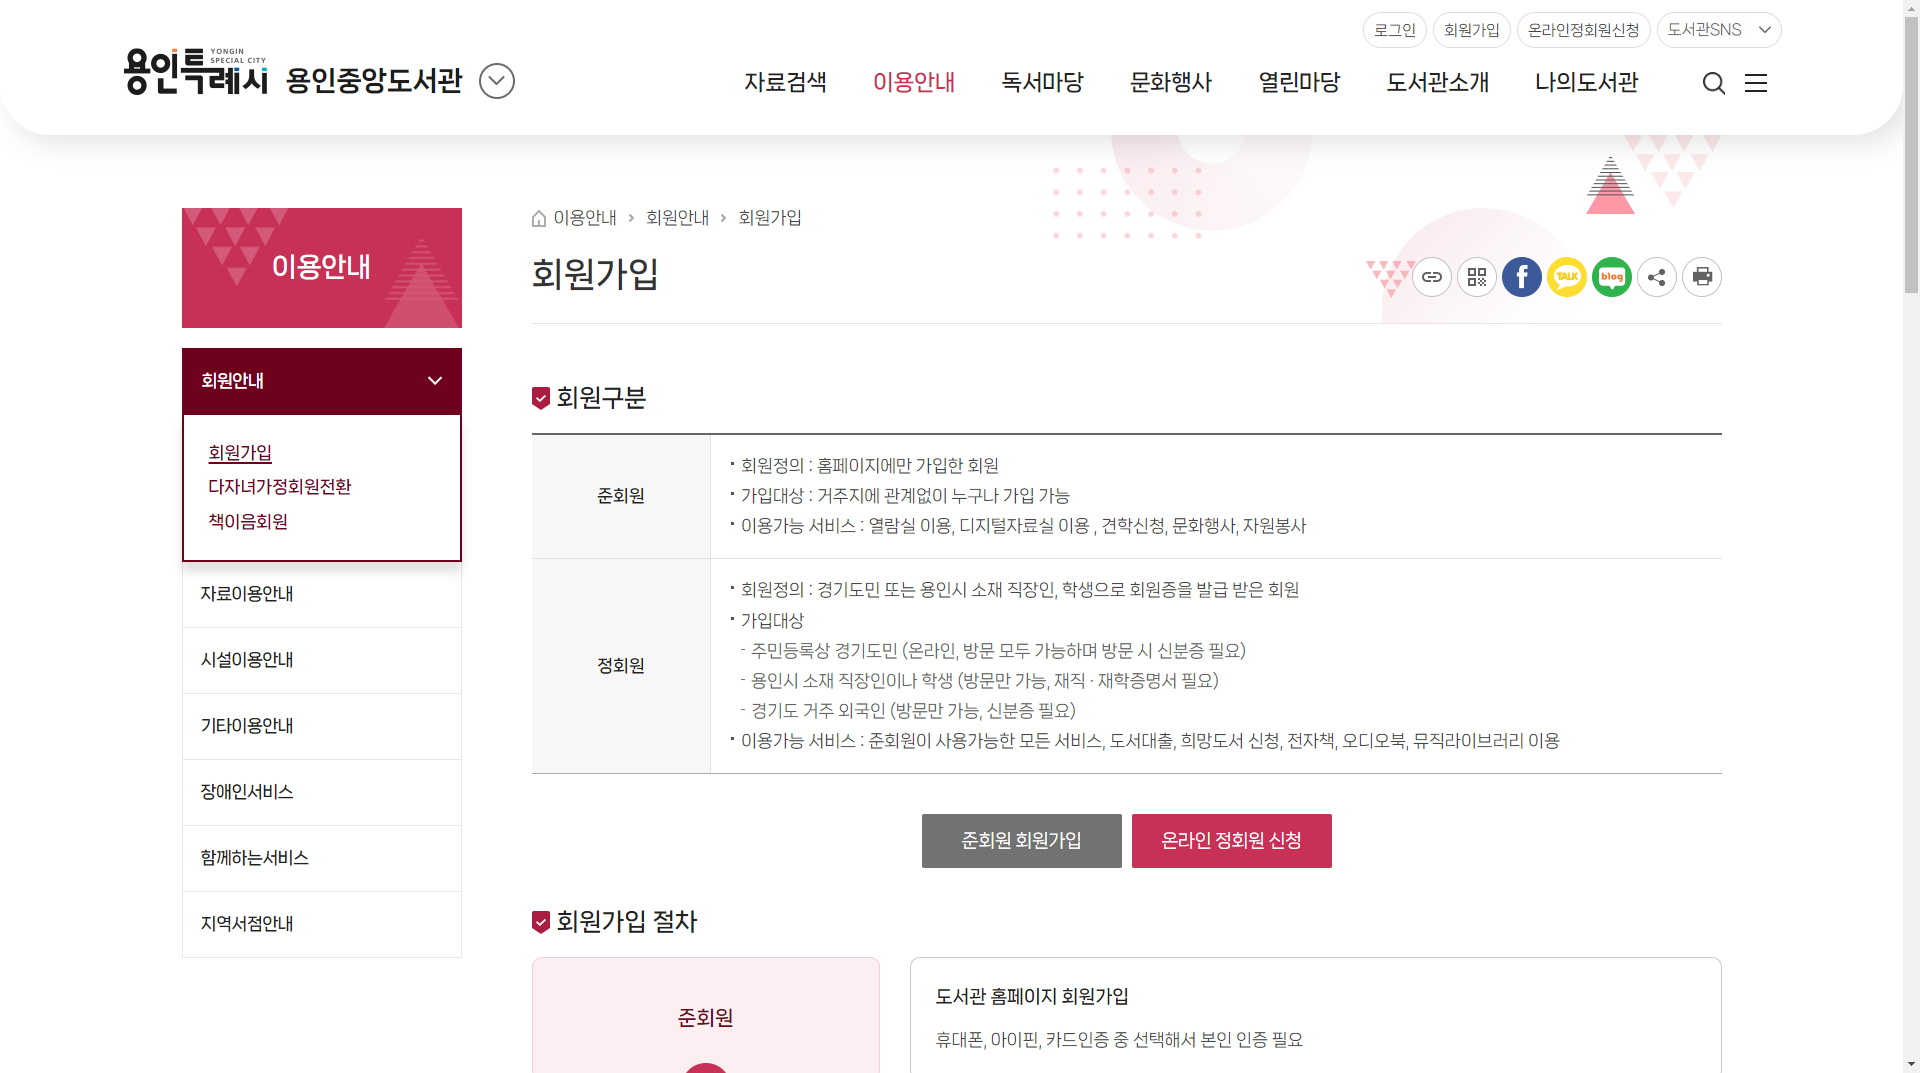 로그인
회원가입
온라인정회원신청
도서관SNS
용인특례시
YONGIN
SPECIAL CITY
용인중앙도서관
자료검색
이용안내
독서마당
문화행사
열린마당
도서관소개
나의도서관
이용안내
회원안내
회원가입
다자녀가정회원전환
책이음회원
자료이용안내
시설이용안내
기타이용안내
장애인서비스
함께하는서비스
지역서점안내
이용안내 › 회원안내 › 회원가입
회원가입
f
TALK
blog
회원구분
준회원
· 회원정의 : 홈페이지에만 가입한 회원
· 가입대상 : 거주지에 관계없이 누구나 가입 가능
· 이용가능 서비스 : 열람실 이용, 디지털자료실 이용 , 견학신청, 문화행사, 자원봉사
정회원
· 회원정의 : 경기도민 또는 용인시 소재 직장인, 학생으로 회원증을 발급 받은 회원
· 가입대상
- 주민등록상 경기도민 (온라인, 방문 모두 가능하며 방문 시 신분증 필요)
- 용인시 소재 직장인이나 학생 (방문만 가능, 재직 · 재학증명서 필요)
- 경기도 거주 외국인 (방문만 가능, 신분증 필요)
· 이용가능 서비스 : 준회원이 사용가능한 모든 서비스, 도서대출, 희망도서 신청, 전자책, 오디오북, 뮤직라이브러리 이용
준회원 회원가입
온라인 정회원 신청
회원가입 절차
준회원
도서관 홈페이지 회원가입
휴대폰, 아이핀, 카드인증 중 선택해서 본인 인증 필요